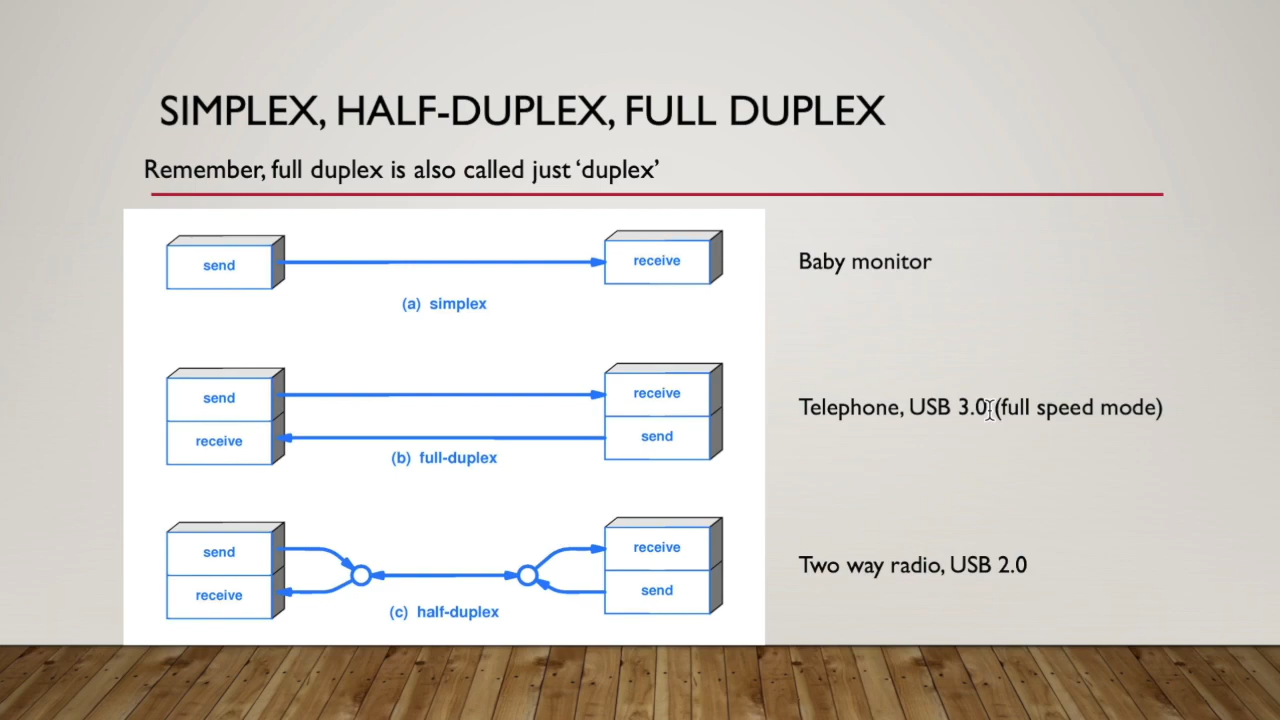 SIMPLEX, HALF-DUPLEX, FULL DUPLEX
Remember, full duplex is also called just ‘duplex’
send
receive
Baby monitor
(a) simplex
send
receive
receive
send
Telephone, USB 3.0 (full speed mode)
(b) full-duplex
send
receive
receive
send
Two way radio, USB 2.0
(c) half-duplex